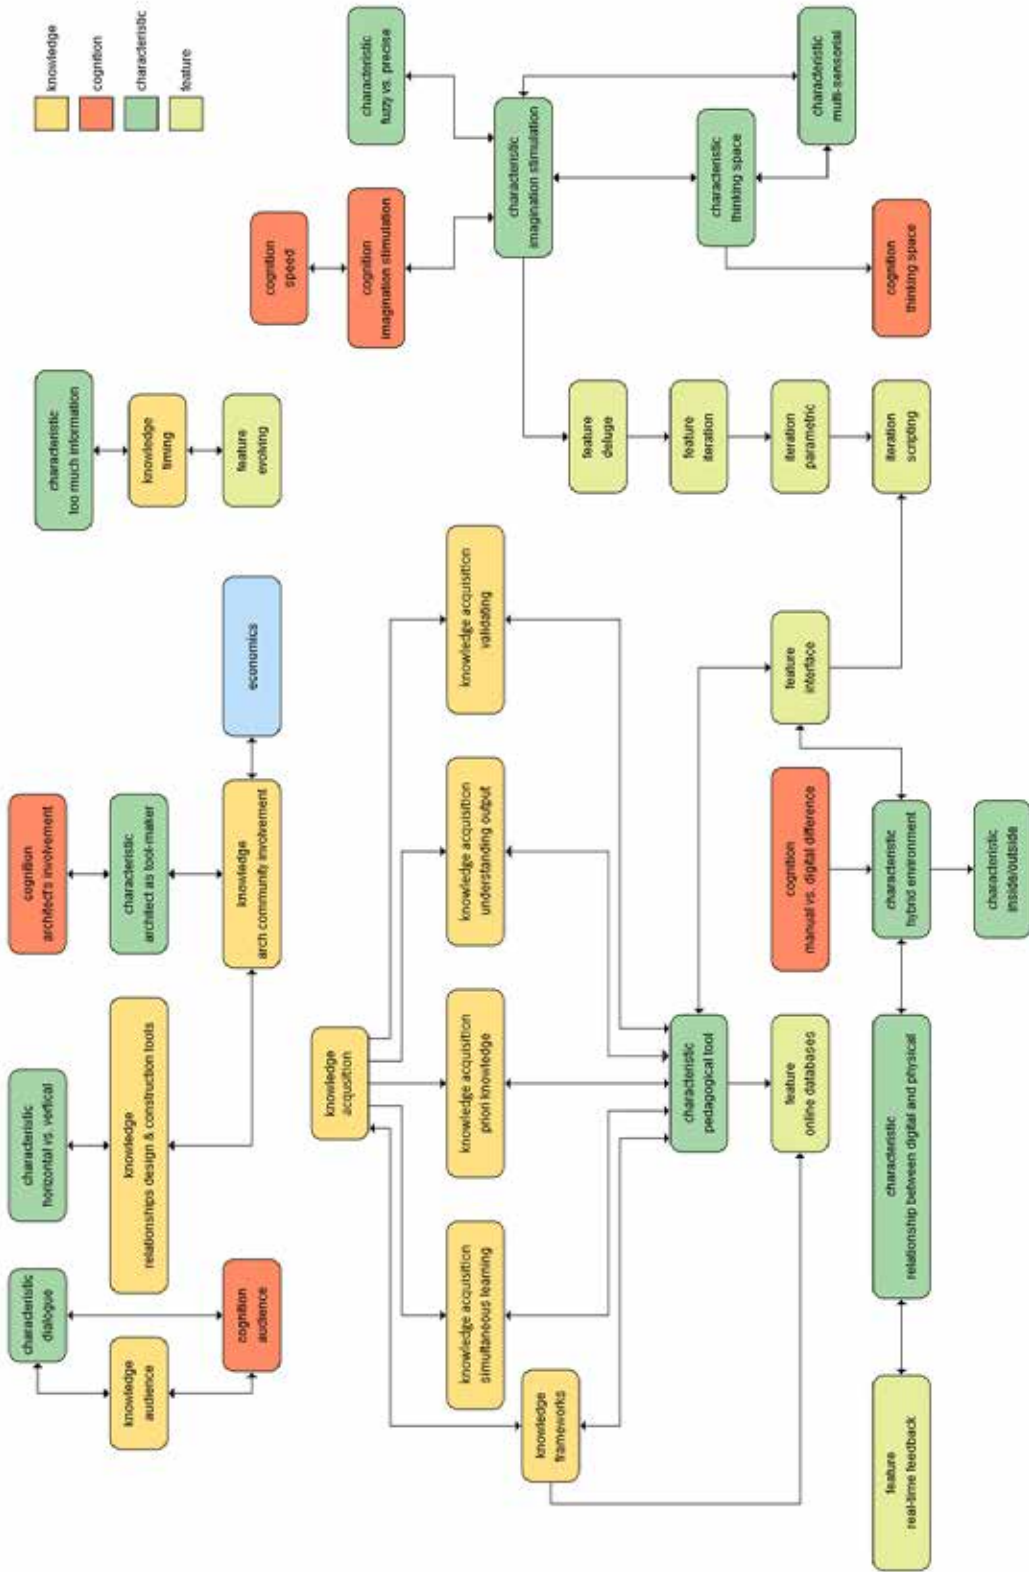 characteristic
dialogue
characteristic
horizontal vs. vertical
cognition
architect's involvement
characteristic
too much information
knowledge
cognition
characteristic
feature
knowledge
audience
knowledge
relationships design & construction tools
characteristic
architect as tool-maker
knowledge
timing
cognition
audience
knowledge
arch community involvement
economics
feature
evolving
cognition
speed
knowledge
acqusition
cognition
imagination stimulation
characteristic
fuzzy vs. precise
knowledge acquisition
simultaneous learning
knowledge acquisition
priori knowledge
knowledge acquisition
understanding output
knowledge acquisition
validating
characteristic
imagination stimulation
knowledge
frameworks
feature
deluge
characteristic
pedagogical tool
feature
iteration
characteristic
thinking space
feature
online databases
cognition
manual vs. digital difference
feature
interface
iteration
parametric
characteristic
multi-sensorial
feature
real-time feedback
characteristic
relationship between digital and physical
characteristic
hybrid environment
iteration
scripting
cognition
thinking space
characteristic
inside/outside